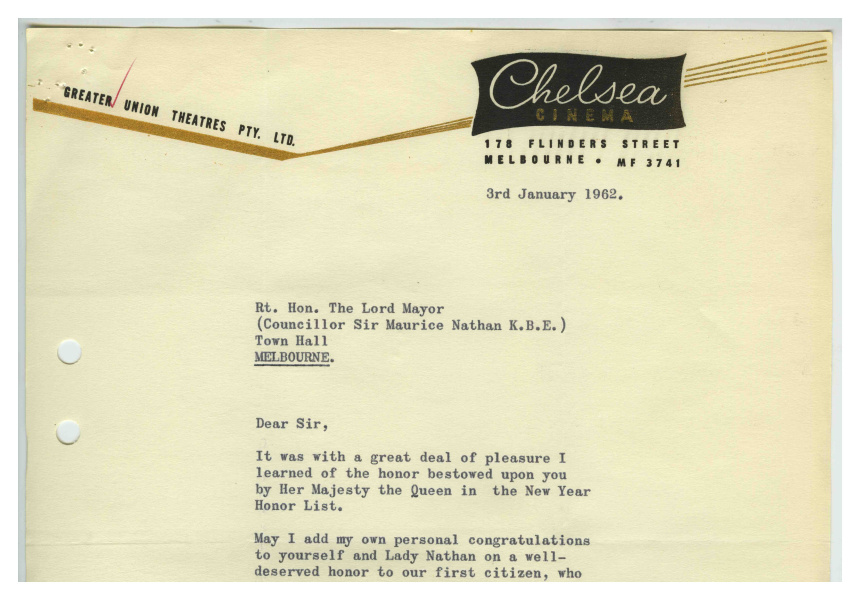 GREATER UNION THEATRES PTY. LTD.
Chelsea
CINEMA
178 FLINDERS STREET
MELBOURNE • MF 3741
3rd January 1962.
Rt. Hon. The Lord Mayor
(Councillor Sir Maurice Nathan K.B.E.)
Town Hall
MELBOURNE.
Dear Sir,
It was with a great deal of pleasure I
learned of the honor bestowed upon you
by Her Majesty the Queen in the New Year
Honor List.
May I add my own personal congratulations
to yourself and Lady Nathan on a well-
deserved honor to our first citizen, who